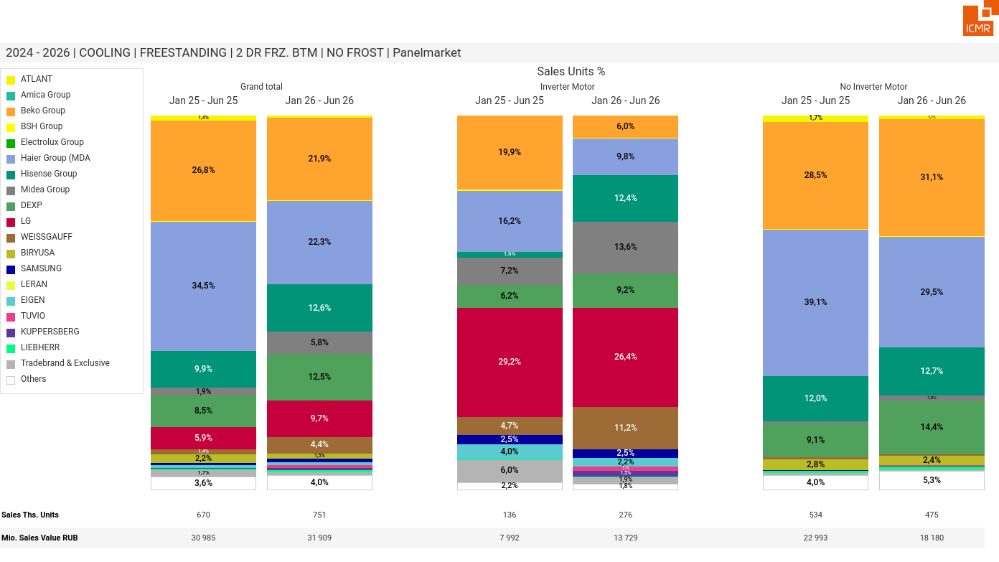 ICMR
2024 - 2026 | COOLING | FREESTANDING | 2 DR FRZ. BTM | NO FROST | Panelmarket
Sales Units %
Grand total
Inverter Motor
No Inverter Motor
Jan 25 - Jun 25
Jan 26 - Jun 26
Jan 25 - Jun 25
Jan 26 - Jun 26
Jan 25 - Jun 25
Jan 26 - Jun 26
ATLANT
Amica Group
Beko Group
BSH Group
Electrolux Group
Haier Group (MDA
Hisense Group
Midea Group
DEXP
LG
WEISSGAUFF
BIRYUSA
SAMSUNG
LERAN
EIGEN
TUVIO
KUPPERSBERG
LIEBHERR
Tradebrand & Exclusive
Others
1,4%
26,8%
34,5%
9,9%
1,9%
8,5%
5,9%
1,4%
2,2%
1,7%
3,6%
21,9%
22,3%
12,6%
5,8%
12,5%
9,7%
4,4%
1,5%
4,0%
19,9%
16,2%
1,6%
7,2%
6,2%
29,2%
4,7%
2,5%
4,0%
6,0%
2,2%
6,0%
9,8%
12,4%
13,6%
9,2%
26,4%
11,2%
2,5%
2,2%
1,5%
1,9%
1,8%
1,7%
28,5%
39,1%
12,0%
9,1%
2,8%
4,0%
1,1%
31,1%
29,5%
12,7%
1,3%
14,4%
2,4%
5,3%
Sales Ths. Units 670 751 136 276 534 475
Mio. Sales Value RUB 30 985 31 909 7 992 13 729 22 993 18 180